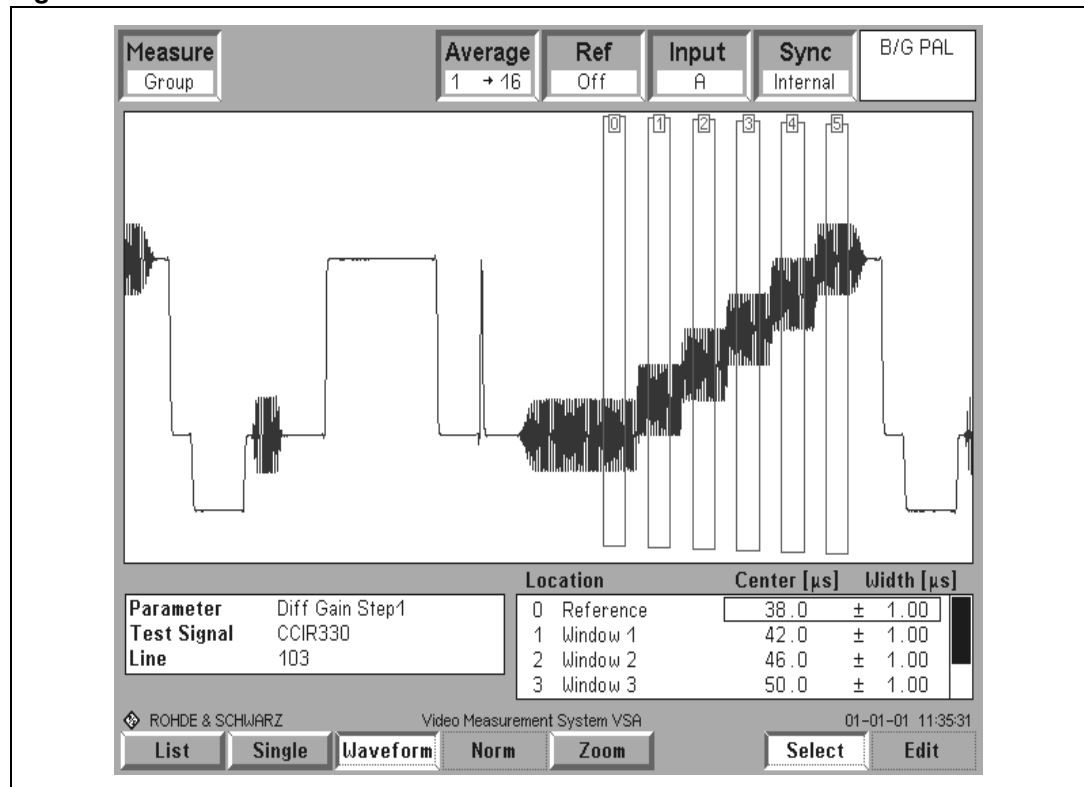 Measure
Group
Average
1 → 16
Ref
Off
Input
A
Sync
Internal
B/G PAL
0 1 2 3 4 5
Location Center [µs] Width [µs]
0 Reference 38.0 ± 1.00
1 Window 1 42.0 ± 1.00
2 Window 2 46.0 ± 1.00
3 Window 3 50.0 ± 1.00
Parameter Diff Gain Step1
Test Signal CCIR330
Line 103
ROHDE & SCHWARZ Video Measurement System VSA 01-01-01 11:35:31
List Single Waveform Norm Zoom Select Edit